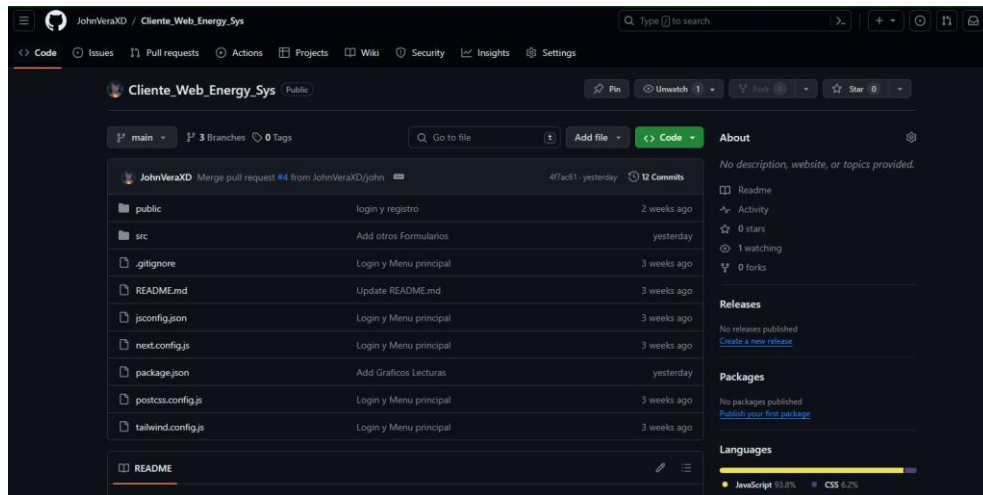 JohnVeraXD / Cliente_Web_Energy_Sys
Type / to search
Code Issues Pull requests Actions Projects Wiki Security Insights Settings
Cliente_Web_Energy_Sys Public
Pin Unwatch 1 Fork 0 Star 0
main 3 Branches 0 Tags
Go to file t Add file Code
JohnVeraXD Merge pull request #4 from JohnVeraXD/john 4f7ac61 · yesterday 12 Commits
public login y registro 2 weeks ago
src Add otros Formularios yesterday
.gitignore Login y Menu principal 3 weeks ago
README.md Update README.md 3 weeks ago
jsconfig.json Login y Menu principal 3 weeks ago
next.config.js Login y Menu principal 3 weeks ago
package.json Add Graficos Lecturas yesterday
postcss.config.js Login y Menu principal 3 weeks ago
tailwind.config.js Login y Menu principal 3 weeks ago
README
About
No description, website, or topics provided.
Readme
Activity
0 stars
1 watching
0 forks
Releases
No releases published
Create a new release
Packages
No packages published
Publish your first package
Languages
JavaScript 93.8% CSS 6.2%